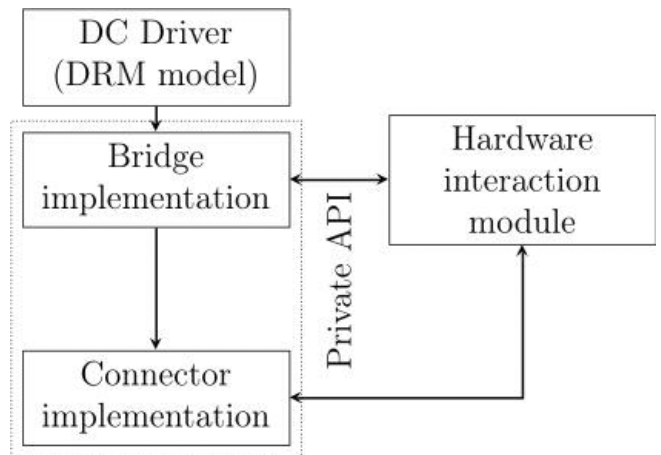 DC Driver
(DRM model)
Bridge
implementation
Hardware
interaction
module
Private API
Connector
implementation